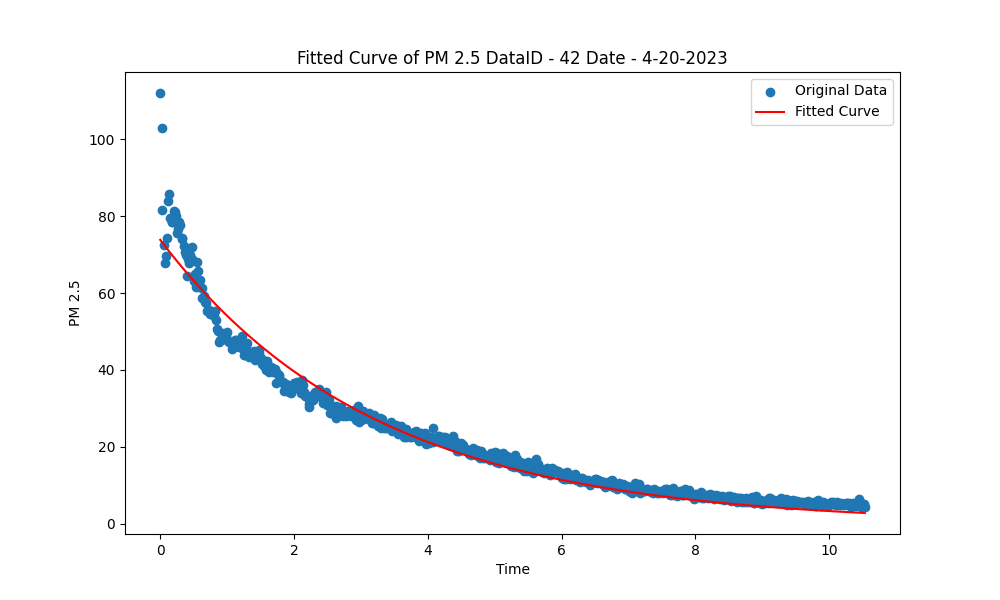 Fitted Curve of PM 2.5 DataID - 42 Date - 4-20-2023
Original Data
Fitted Curve
100
80
60
40
20
0
PM 2.5
0 2 4 6 8 10
Time